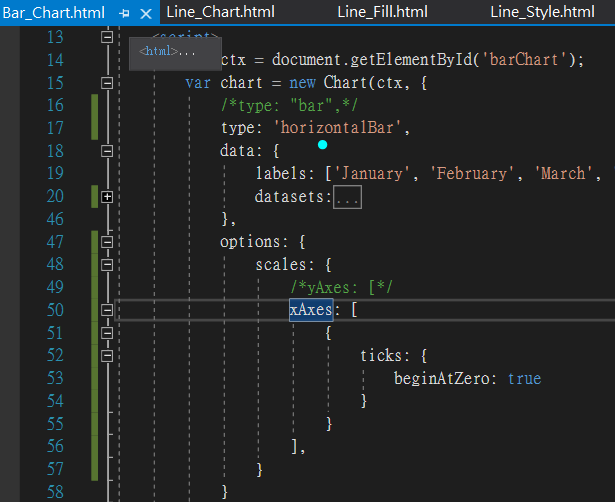 Bar_Chart.html Line_Chart.html Line_Fill.html Line_Style.html
13 <script>
<html>...
14 ctx = document.getElementById('barChart');
15 var chart = new Chart(ctx, {
16 /*type: "bar",*/
17 type: 'horizontalBar',
18 data: {
19 labels: ['January', 'February', 'March',
20 datasets:...
46 },
47 options: {
48 scales: {
49 /*yAxes: [*/
50 xAxes: [
51 {
52 ticks: {
53 beginAtZero: true
54 }
55 }
56 ],
57 }
58 }